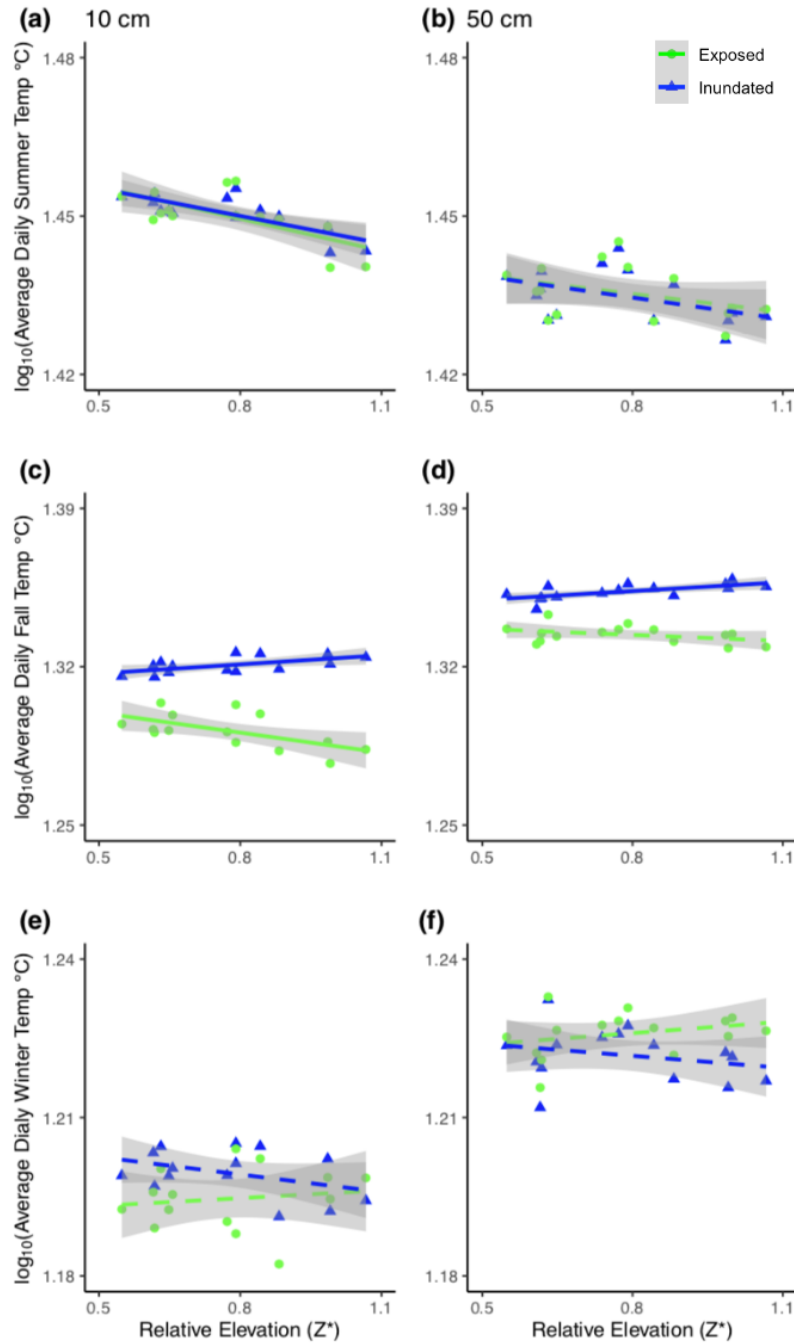 (a) 10 cm
(b) 50 cm
log₁₀(Average Daily Summer Temp °C)
1.48
1.45
1.42
0.5 0.8 1.1
1.48
1.45
1.42
0.5 0.8 1.1
Exposed
Inundated
(c)
(d)
log₁₀(Average Daily Fall Temp °C)
1.39
1.32
1.25
0.5 0.8 1.1
1.39
1.32
1.25
0.5 0.8 1.1
(e)
(f)
log₁₀(Average Dialy Winter Temp °C)
1.24
1.21
1.18
0.5 0.8 1.1
Relative Elevation (Z*)
1.24
1.21
1.18
0.5 0.8 1.1
Relative Elevation (Z*)